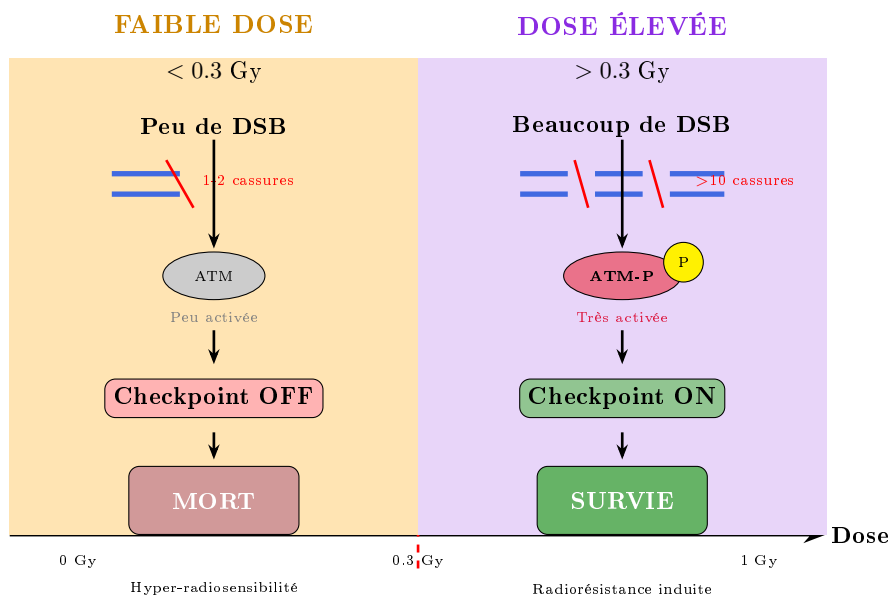 FAIBLE DOSE
< 0.3 Gy
Peu de DSB
1-2 cassures
ATM
Peu activée
Checkpoint OFF
MORT
DOSE ÉLEVÉE
> 0.3 Gy
Beaucoup de DSB
>10 cassures
ATM-P
P
Très activée
Checkpoint ON
SURVIE
Dose
0 Gy
0.3 Gy
1 Gy
Hyper-radiosensibilité
Radiorésistance induite